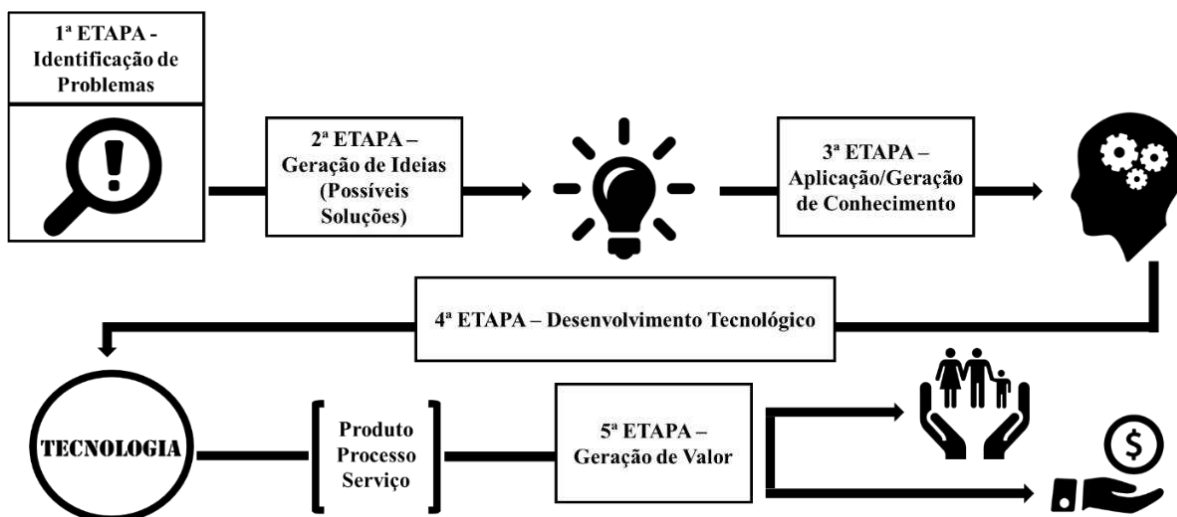 1ª ETAPA -
Identificação de
Problemas
2ª ETAPA –
Geração de Ideias
(Possíveis
Soluções)
3ª ETAPA –
Aplicação/Geração
de Conhecimento
4ª ETAPA – Desenvolvimento Tecnológico
TECNOLOGIA
Produto
Processo
Serviço
5ª ETAPA –
Geração de Valor
$